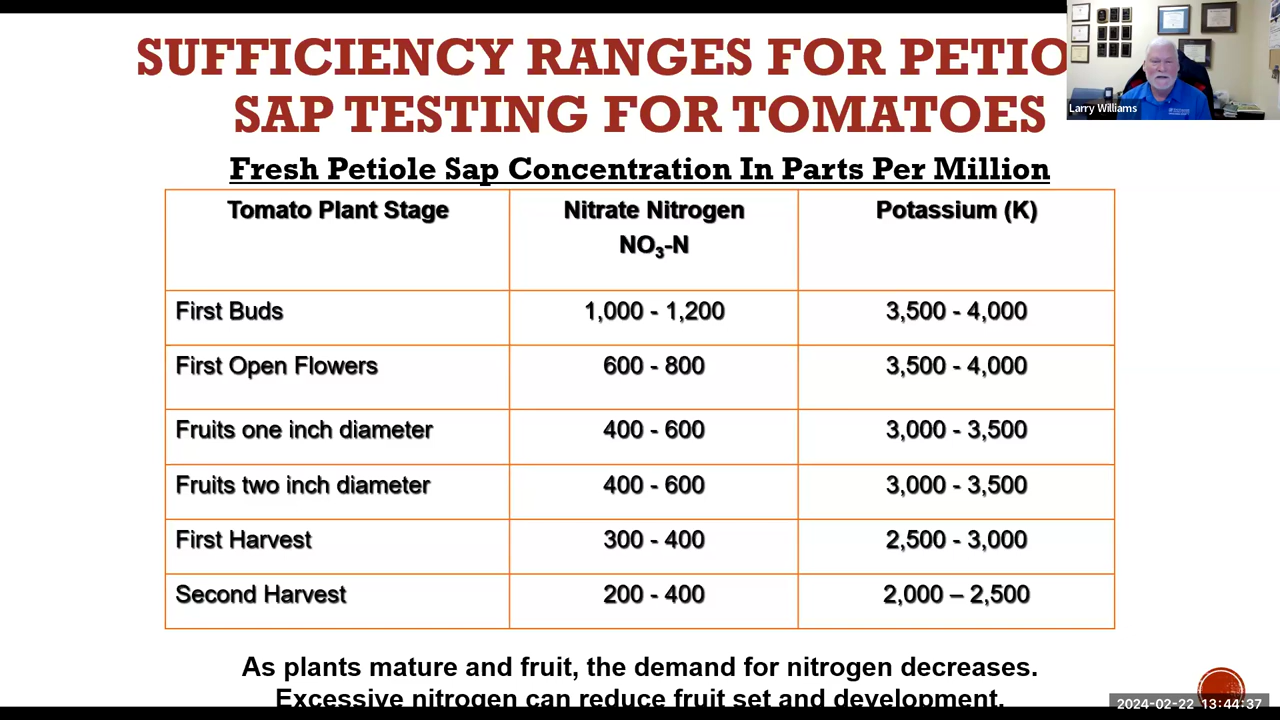 SUFFICIENCY RANGES FOR PETIO
SAP TESTING FOR TOMATOES
Larry Williams
Fresh Petiole Sap Concentration In Parts Per Million
Tomato Plant Stage Nitrate Nitrogen Potassium (K)
NO₃-N
First Buds 1,000 - 1,200 3,500 - 4,000
First Open Flowers 600 - 800 3,500 - 4,000
Fruits one inch diameter 400 - 600 3,000 - 3,500
Fruits two inch diameter 400 - 600 3,000 - 3,500
First Harvest 300 - 400 2,500 - 3,000
Second Harvest 200 - 400 2,000 – 2,500
As plants mature and fruit, the demand for nitrogen decreases.
Excessive nitrogen can reduce fruit set and development.
2024-02-22 13:44:37